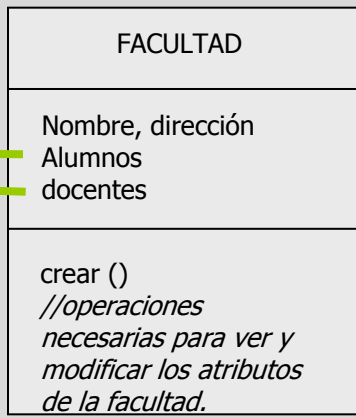 FACULTAD
Nombre, dirección
Alumnos
docentes
crear ()
//operaciones
necesarias para ver y
modificar los atributos
de la facultad.